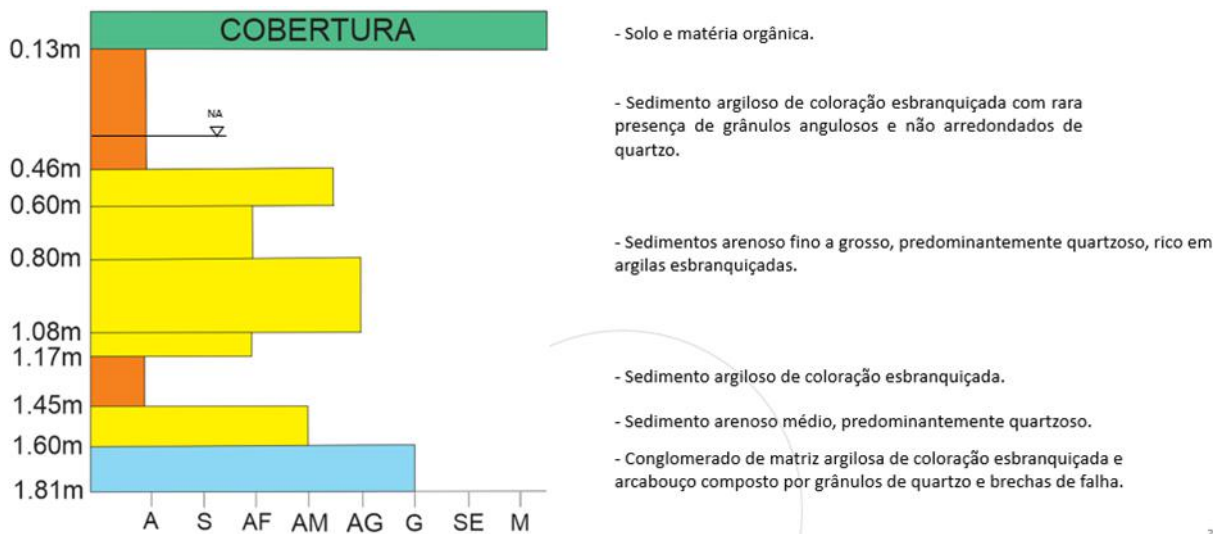 COBERTURA
0.13m
NA
0.46m
0.60m
0.80m
1.08m
1.17m
1.45m
1.60m
1.81m
A S AF AM AG G SE M
- Solo e matéria orgânica.
- Sedimento argiloso de coloração esbranquiçada com rara
presença de grânulos angulosos e não arredondados de
quartzo.
- Sedimentos arenoso fino a grosso, predominantemente quartzoso, rico em
argilas esbranquiçadas.
- Sedimento argiloso de coloração esbranquiçada.
- Sedimento arenoso médio, predominantemente quartzoso.
- Conglomerado de matriz argilosa de coloração esbranquiçada e
arcabouço composto por grânulos de quartzo e brechas de falha.